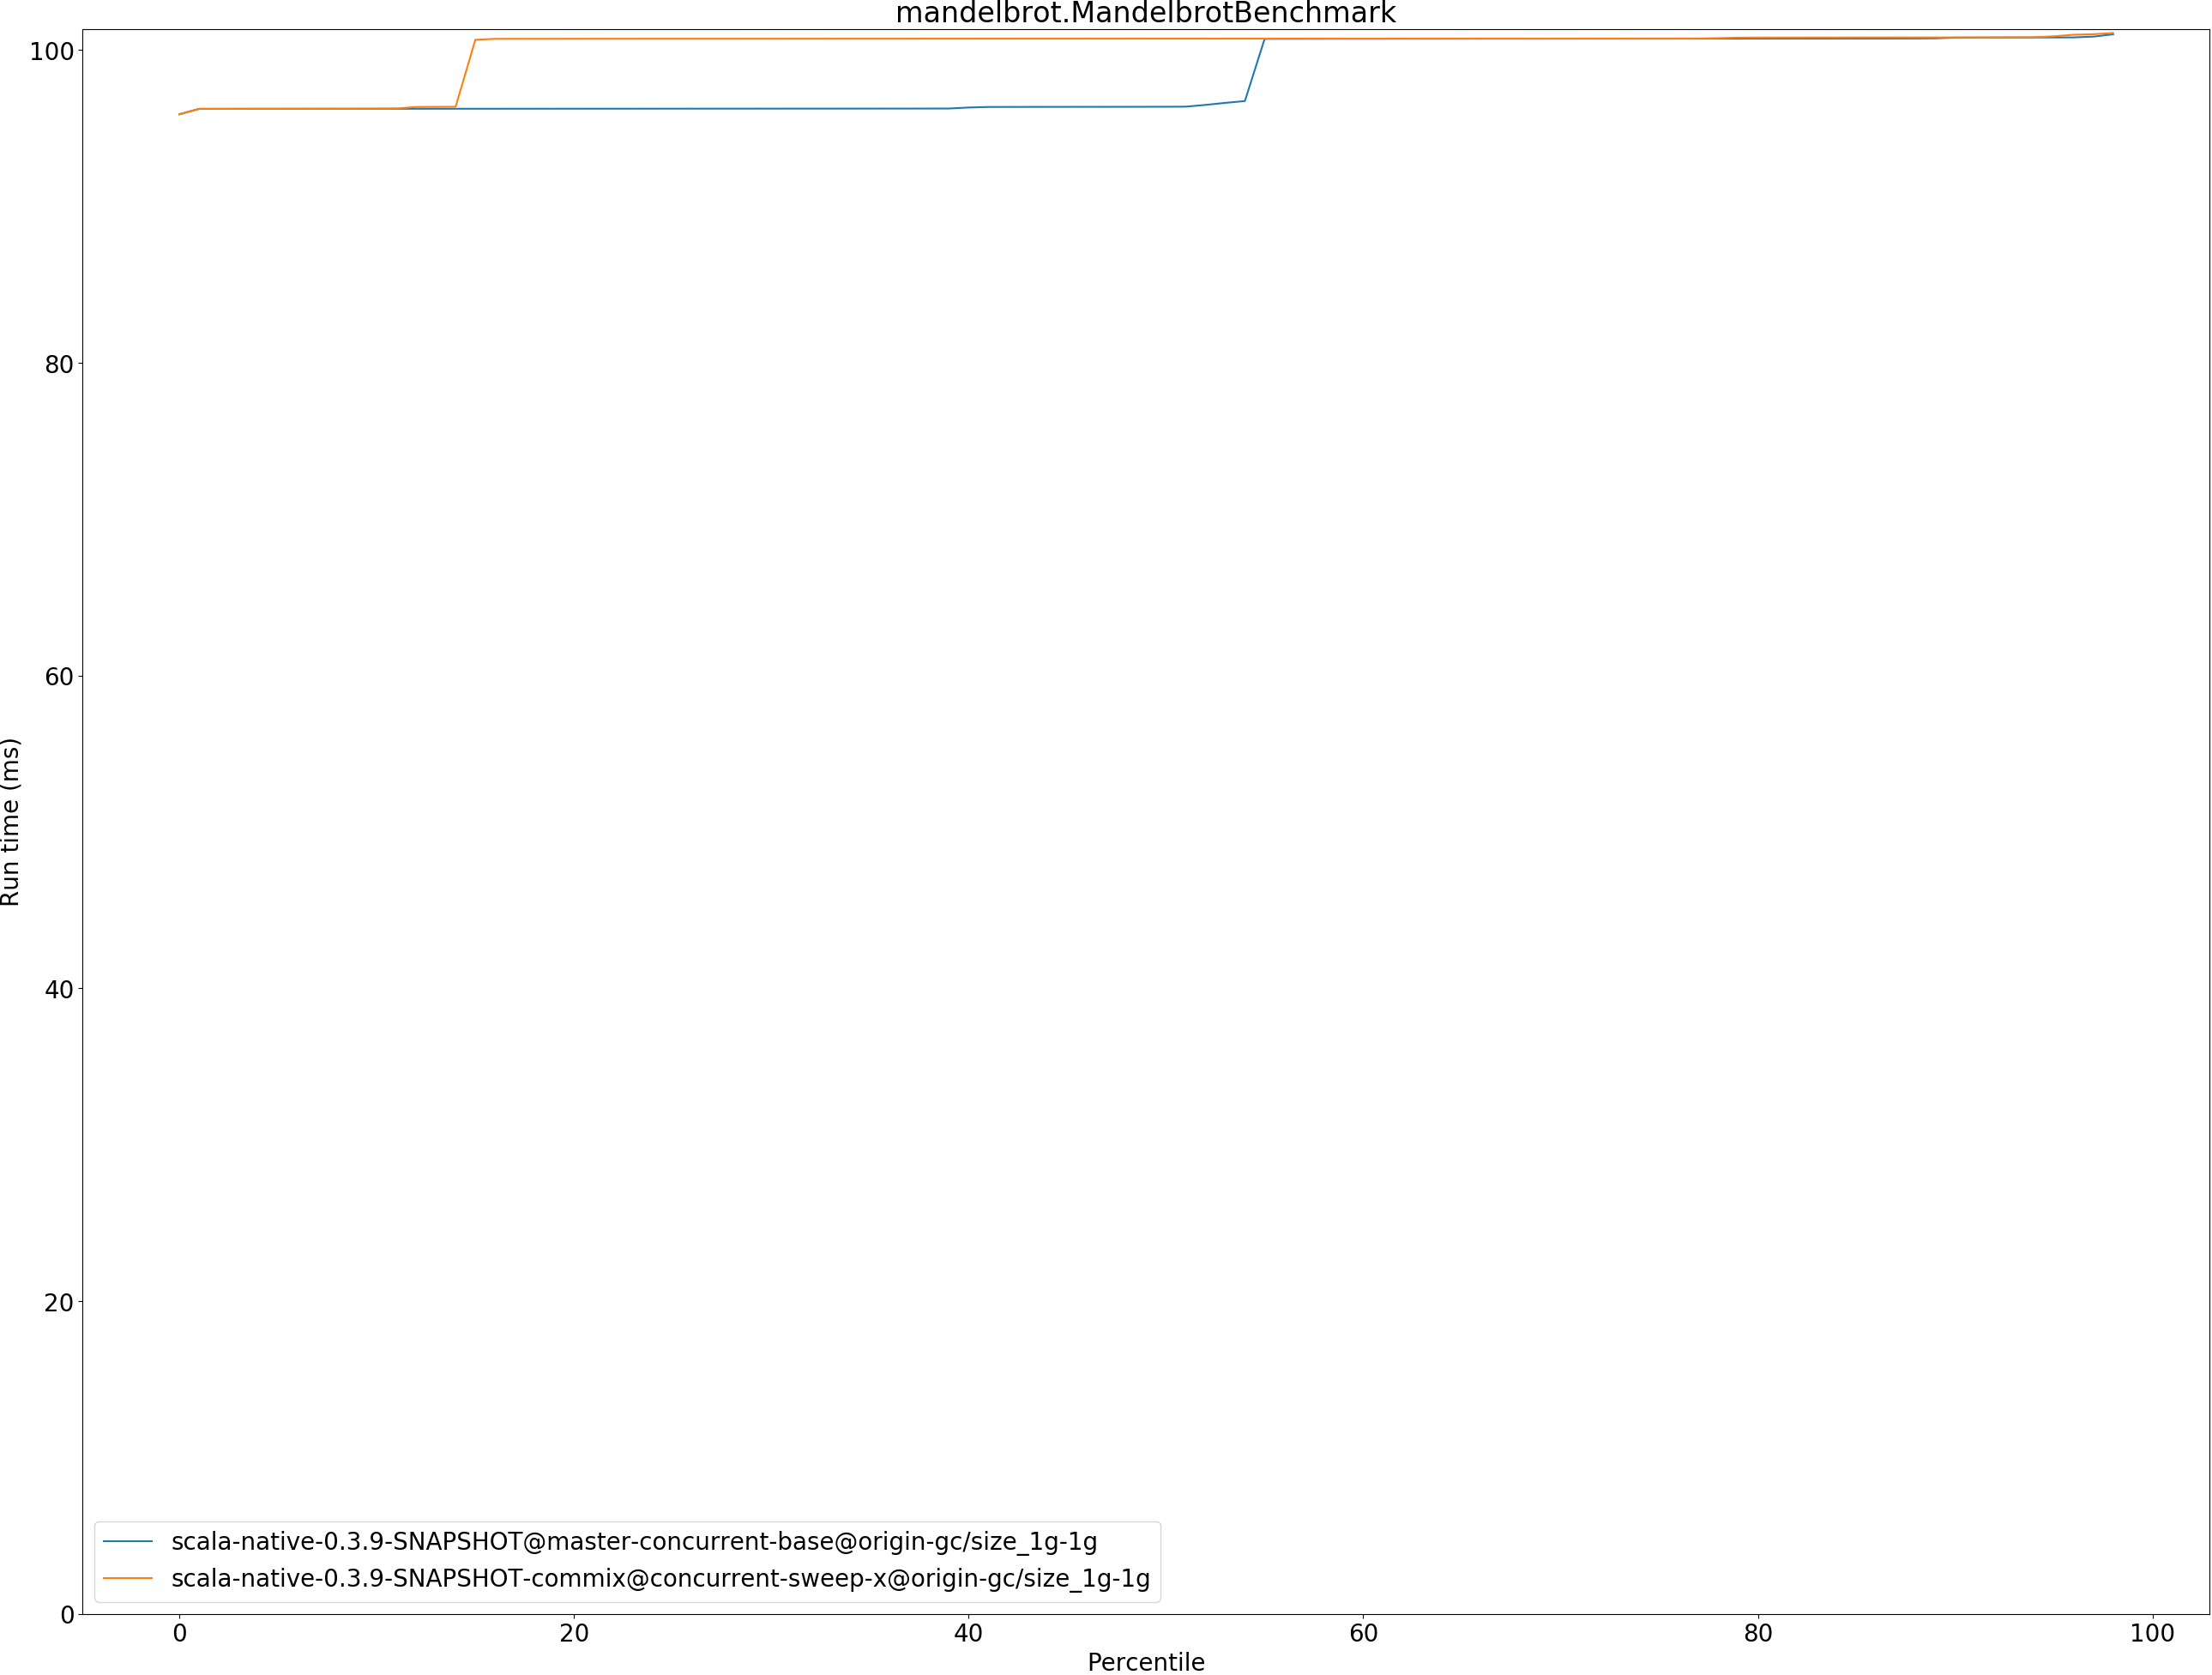 mandelbrot.MandelbrotBenchmark
100
80
60
40
20
0
Run time (ms)
scala-native-0.3.9-SNAPSHOT@master-concurrent-base@origin-gc/size_1g-1g
scala-native-0.3.9-SNAPSHOT-commix@concurrent-sweep-x@origin-gc/size_1g-1g
0 20 40 60 80 100
Percentile